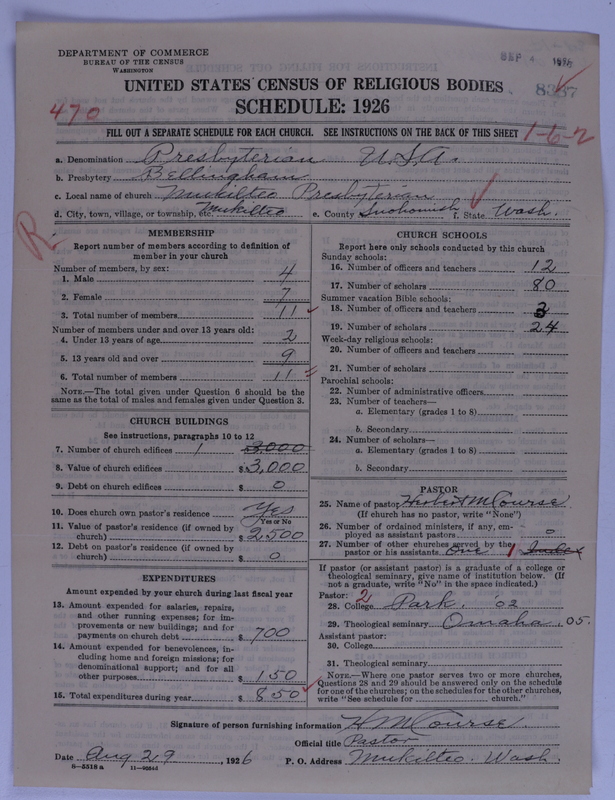 DEPARTMENT OF COMMERCE
BUREAU OF THE CENSUS
WASHINGTON
SEP 4
UNITED STATES CENSUS OF RELIGIOUS BODIES
SCHEDULE: 1926
470
FILL OUT A SEPARATE SCHEDULE FOR EACH CHURCH. SEE INSTRUCTIONS ON THE BACK OF THIS SHEET
1-6-2
a. Denomination Presbyterian U.S.A.
b. Presbytery Bellingham
c. Local name of church Mukilteo Presbyterian
d. City, town, village, or township, etc. Mukilteo e. County Snohomish f. State Wash.
R
MEMBERSHIP
Report number of members according to definition of
member in your church
Number of members, by sex:
1. Male 4
2. Female 7
3. Total number of members 11
Number of members under and over 13 years old:
4. Under 13 years of age 2
5. 13 years old and over 9
6. Total number of members 11
NOTE.—The total given under Question 6 should be the
same as the total of males and females given under Question 3.
CHURCH BUILDINGS
See instructions, paragraphs 10 to 12
7. Number of church edifices 1 3,000
8. Value of church edifices $ 3,000
9. Debt on church edifices $ 0
10. Does church own pastor's residence Yes
Yes or No
11. Value of pastor's residence (if owned by
church) $ 2500
12. Debt on pastor's residence (if owned by
church) $ 0
EXPENDITURES
Amount expended by your church during last fiscal year
13. Amount expended for salaries, repairs,
and other running expenses; for im-
provements or new buildings; and for
payments on church debt $ 700
14. Amount expended for benevolences, in-
cluding home and foreign missions; for
denominational support; and for all
other purposes $ 150
15. Total expenditures during year $ 850
CHURCH SCHOOLS
Report here only schools conducted by this church
Sunday schools:
16. Number of officers and teachers 12
17. Number of scholars 80
Summer vacation Bible schools:
18. Number of officers and teachers 3
19. Number of scholars 24
Week-day religious schools:
20. Number of officers and teachers
21. Number of scholars
Parochial schools:
22. Number of administrative officers
23. Number of teachers—
a. Elementary (grades 1 to 8)
b. Secondary
24. Number of scholars—
a. Elementary (grades 1 to 8)
b. Secondary
PASTOR
25. Name of pastor Herbert M Course
(If church has no pastor, write "None")
26. Number of ordained ministers, if any, em-
ployed as assistant pastors 0
27. Number of other churches served by the
pastor or his assistants One 1
If pastor (or assistant pastor) is a graduate of a college or
theological seminary, give name of institution below. (If
not a graduate, write "No" in the space indicated.)
Pastor: 2
28. College Park. '02
29. Theological seminary Omaha. 05.
Assistant pastor:
30. College
31. Theological seminary
NOTE.—Where one pastor serves two or more churches,
Questions 28 and 29 should be answered only on the schedule
for one of the churches; on the schedules for the other churches,
write "See schedule for church."
Signature of person furnishing information H M Course
Official title Pastor
Date Aug 29, 1926 P. O. Address Mukilteo. Wash.
8—5318 a 11—9254d